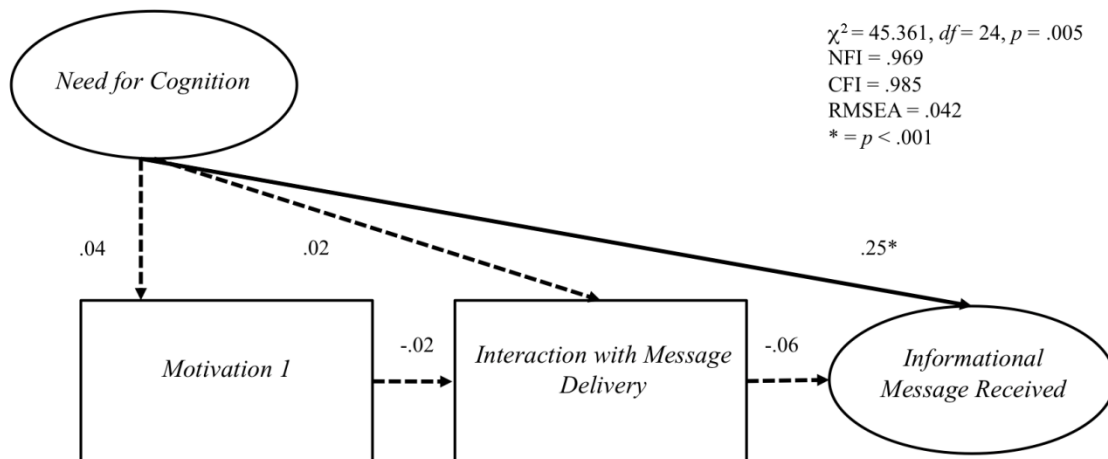 Need for Cognition
χ² = 45.361, df = 24, p = .005
NFI = .969
CFI = .985
RMSEA = .042
* = p < .001
.04
.02
.25*
Motivation 1
-.02
Interaction with Message
Delivery
-.06
Informational
Message Received